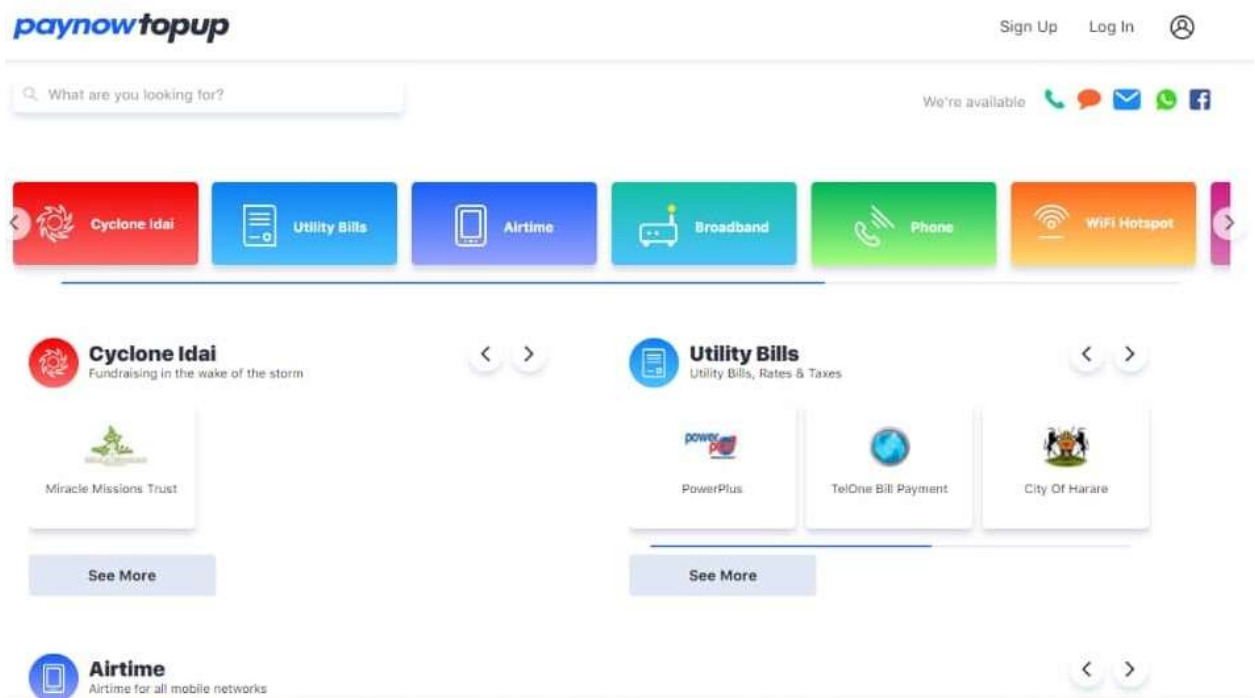 paynowtopup
Sign Up Log In
What are you looking for?
We're available
Cyclone Idai
Utility Bills
Airtime
Broadband
Phone
WiFi Hotspot
Cyclone Idai
Fundraising in the wake of the storm
Miracle Missions Trust
See More
Utility Bills
Utility Bills, Rates & Taxes
power
PowerPlus
TelOne Bill Payment
City Of Harare
See More
Airtime
Airtime for all mobile networks